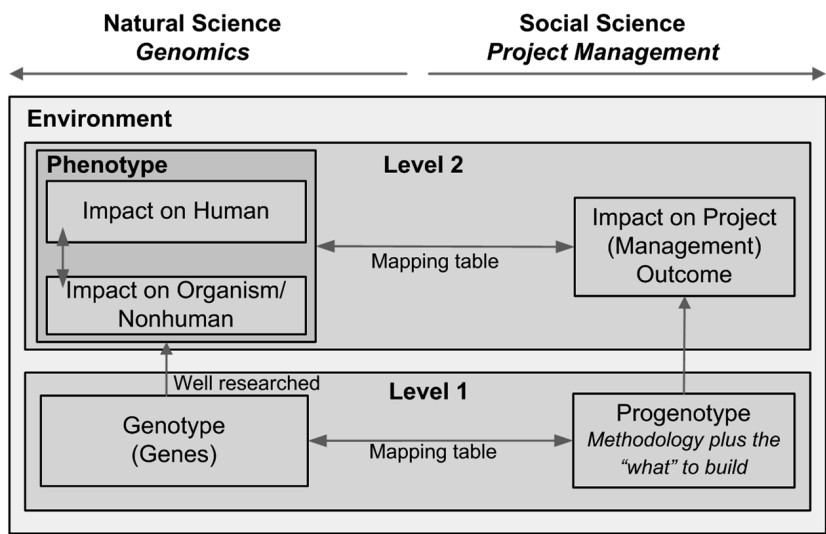 Natural Science
Genomics
Social Science
Project Management
Environment
Phenotype
Level 2
Impact on Human
Impact on Project
(Management)
Outcome
Mapping table
Impact on Organism/
Nonhuman
Well researched
Level 1
Genotype
(Genes)
Progenotype
Methodology plus the
“what” to build
Mapping table